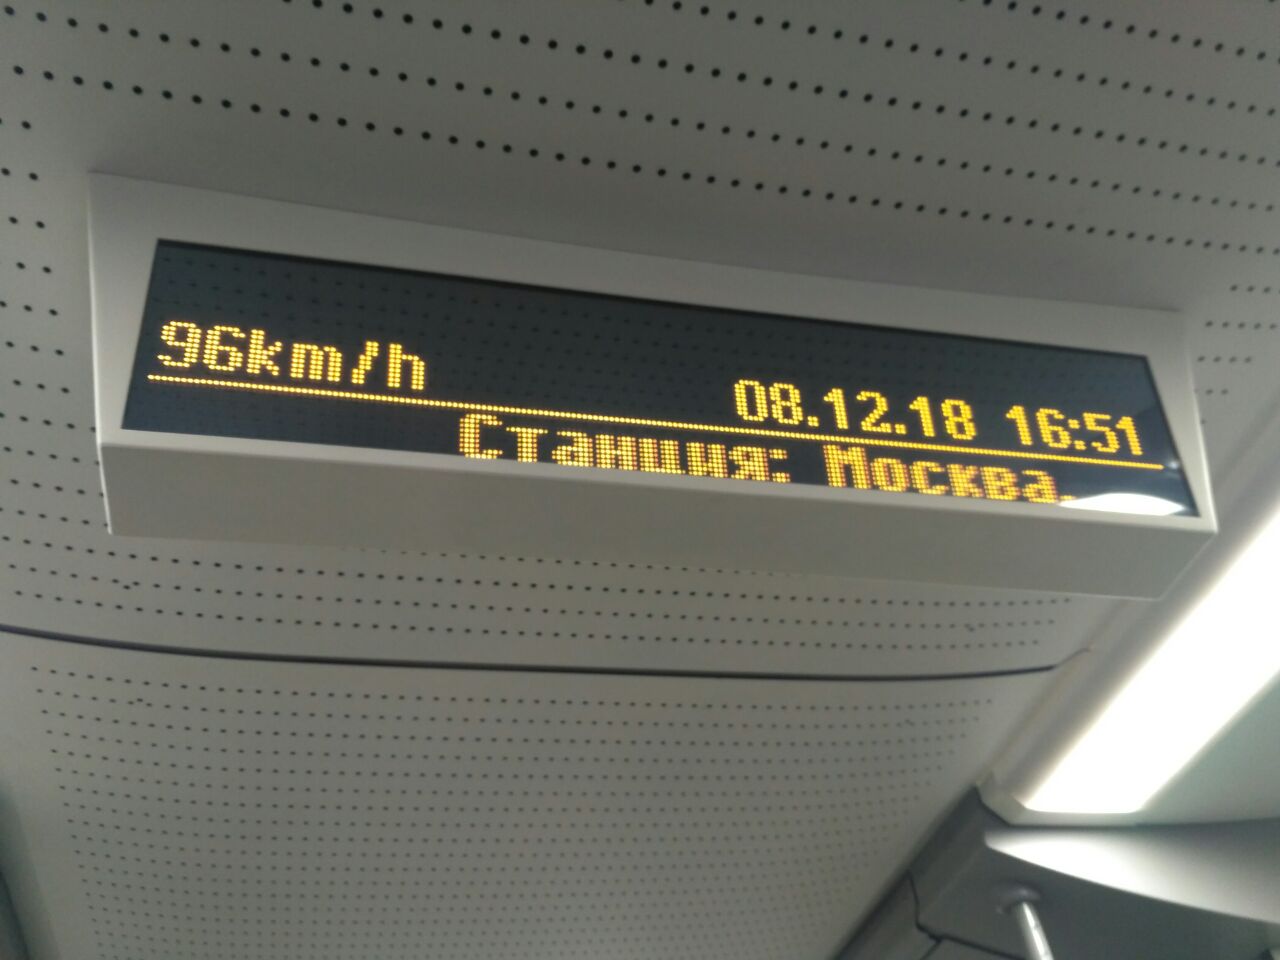 96km/h
08.12.18 16:51
Станция: Москва.